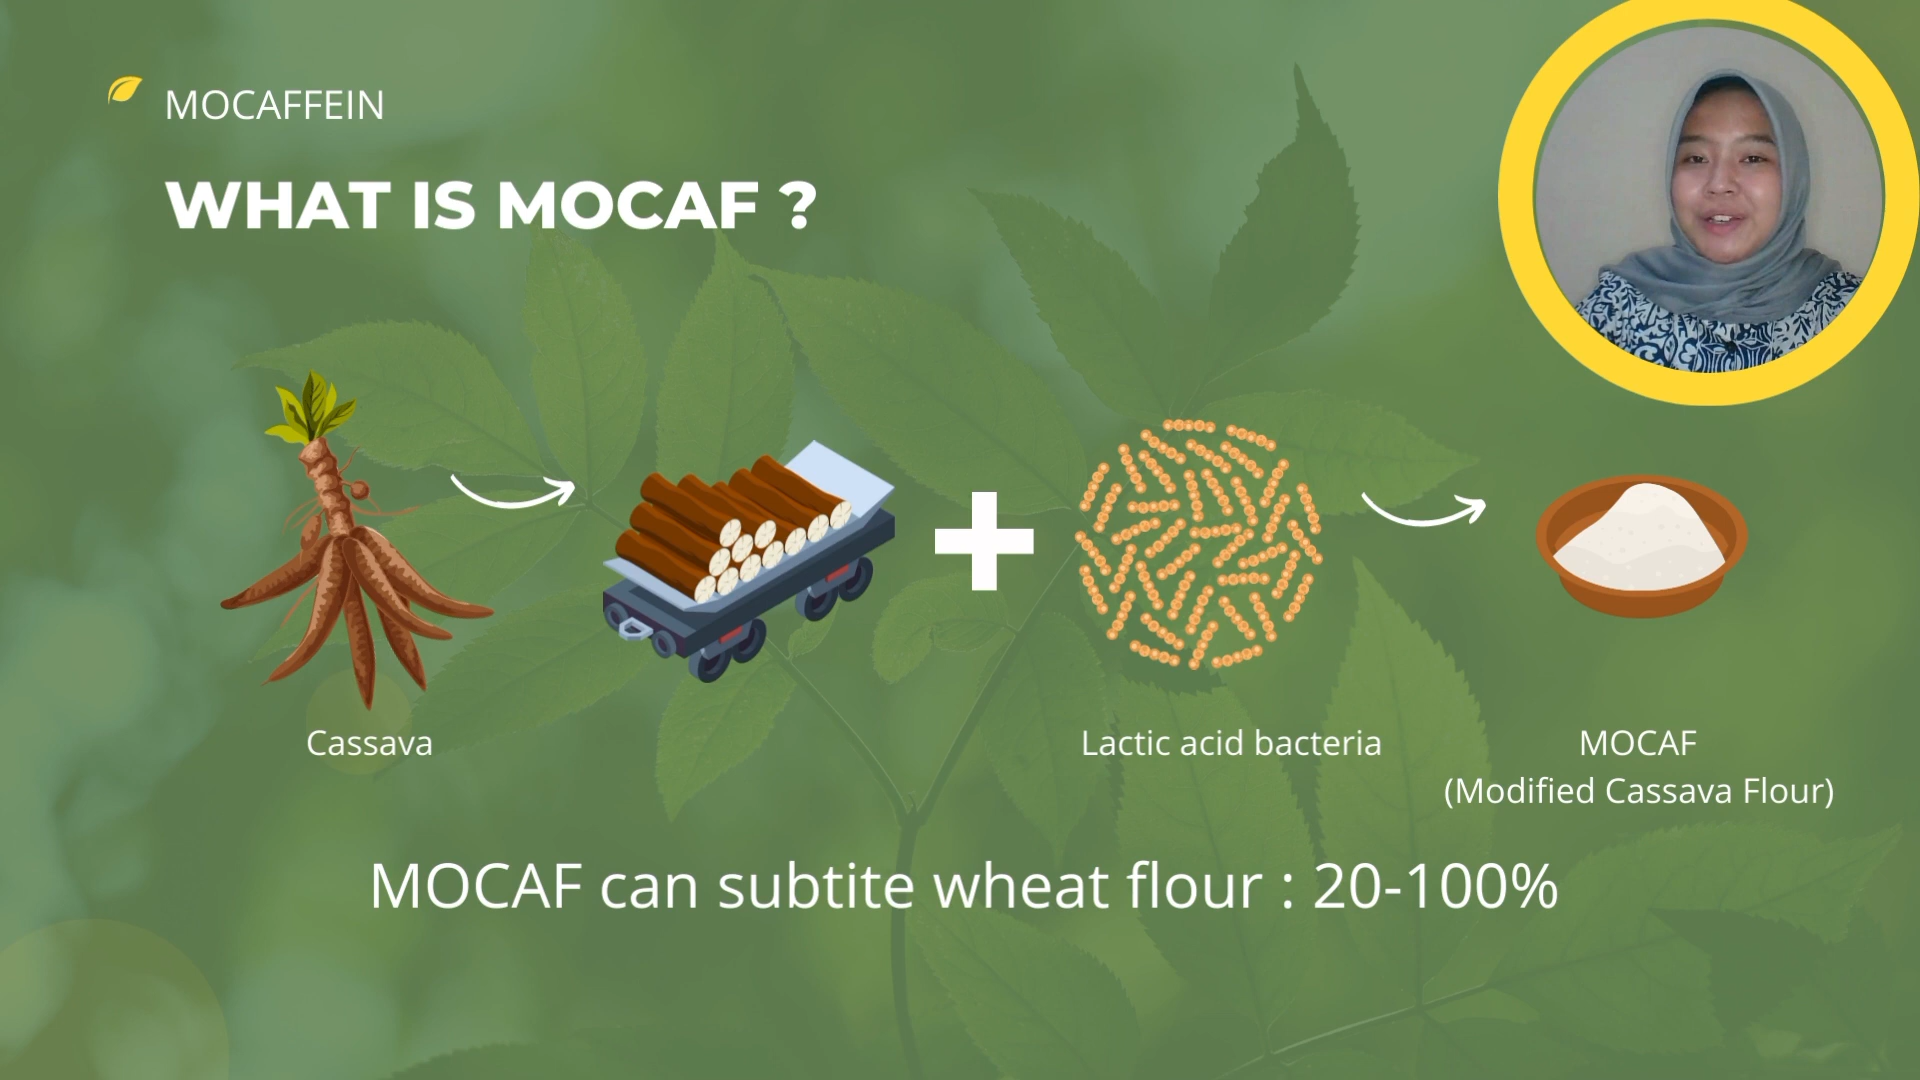 MOCAFFEIN
WHAT IS MOCAF ?
Cassava
Lactic acid bacteria
MOCAF
(Modified Cassava Flour)
MOCAF can subtite wheat flour : 20-100%